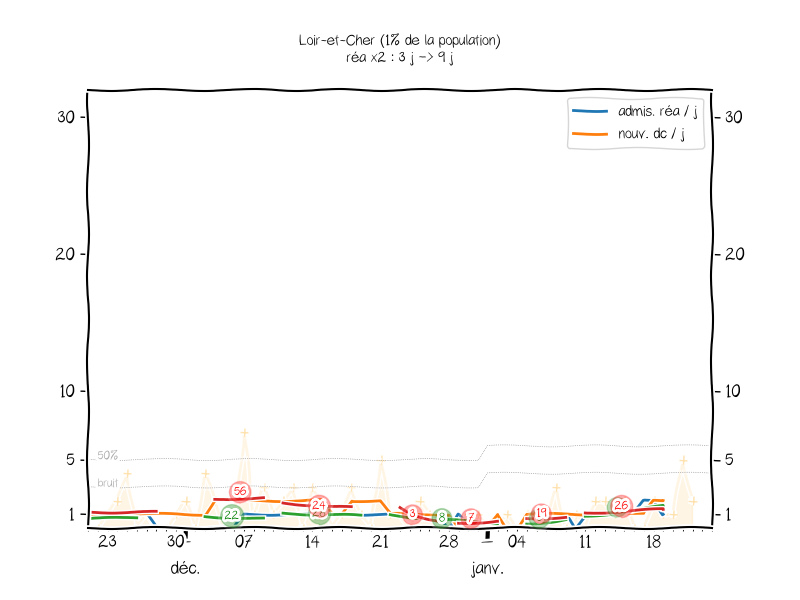 Loir-et-Cher (1% de la population)
réa x2 : 3 j -> 9 j
admis. réa / j
nouv. dc / j
30 30
20 20
10 10
5 5
1 1
50%
bruit
56
22
24
3
8
7
19
26
23 30 07 14 21 28 04 11 18
déc. janv.